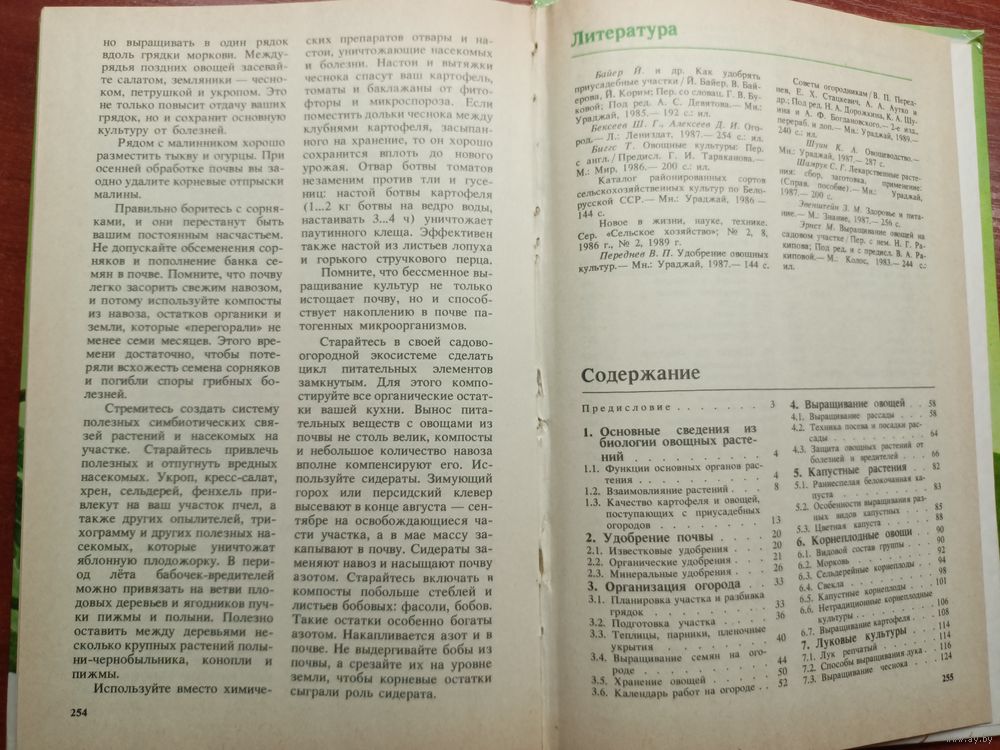 но выращивать в один рядок
вдоль грядки моркови. Между-
рядья поздних овощей засевай-
те салатом, земляники — чесно-
ком, петрушкой и укропом. Это
не только повысит отдачу ваших
грядок, но и сохранит основную
культуру от болезней.
Рядом с малинником хорошо
разместить тыкву и огурцы. При
осенней обработке почвы вы за-
одно удалите корневые отпрыски
малины.
Правильно боритесь с сорня-
ками, и они перестанут быть
вашим постоянным насчастьем.
Не допускайте обсеменения сор-
няков и пополнение банка се-
мян в почве. Помните, что почву
легко засорить свежим навозом,
и потому используйте компосты
из навоза, остатков органики и
земли, которые «перегорали» не
менее семи месяцев. Этого вре-
мени достаточно, чтобы поте-
ряли всхожесть семена сорняков
и погибли споры грибных бо-
лезней.
Стремитесь создать систему
полезных симбиотических свя-
зей растений и насекомых на
участке. Старайтесь привлечь
полезных и отпугнуть вредных
насекомых. Укроп, кресс-салат,
хрен, сельдерей, фенхель при-
влекут на ваш участок пчел, а
также других опылителей, три-
хограмму и других полезных на-
секомых, которые уничтожат
яблонную плодожорку. В пери-
од лёта бабочек-вредителей
можно привязать на ветви пло-
довых деревьев и ягодников пуч-
ки пижмы и полыни. Полезно
оставить между деревьями не-
сколько крупных растений полы-
ни-чернобыльника, конопли и
пижмы.
Используйте вместо химиче-
254
ских препаратов отвары и на-
стои, уничтожающие насекомых
и болезни. Настои и вытяжки
чеснока спасут ваш картофель,
томаты и баклажаны от фито-
фторы и микроспороза. Если
поместить дольки чеснока между
клубнями картофеля, засыпан-
ного на хранение, то он хорошо
сохранится вплоть до нового
урожая. Отвар ботвы томатов
незаменим против тли и гусе-
ниц: настой ботвы картофеля
(1...2 кг ботвы на ведро воды,
настаивать 3...4 ч) уничтожает
паутинного клеща. Эффективен
также настой из листьев лопуха
и горького стручкового перца.
Помните, что бессменное вы-
ращивание культур не только
истощает почву, но и способ-
ствует накоплению в почве па-
тогенных микроорганизмов.
Старайтесь в своей садово-
огородной экосистеме сделать
цикл питательных элементов
замкнутым. Для этого компо-
стируйте все органические остат-
ки вашей кухни. Вынос пита-
тельных веществ с овощами из
почвы не столь велик, компосты
и небольшое количество навоза
вполне компенсируют его. Ис-
пользуйте сидераты. Зимующий
горох или персидский клевер
высевают в конце августа — сен-
тябре на освобождающиеся ча-
сти участка, а в мае массу за-
капывают в почву. Сидераты за-
меняют навоз и насыщают почву
азотом. Старайтесь включать в
компосты побольше стеблей и
листьев бобовых: фасоли, бобов.
Такие остатки особенно богаты
азотом. Накапливается азот и в
почве. Не выдергивайте бобы из
почвы, а срезайте их на уровне
земли, чтобы корневые остатки
сыграли роль сидерата.
Литература
Байер Й. и др. Как удобрять
приусадебные участки / Й. Байер, В. Бай-
ерова, Й. Корим; Пер. со словац. Г. В. Бу-
ковой; Под ред. А. С. Девятова.— Мн.:
Ураджай, 1985.— 192 с.: ил.
Бексеев Ш. Г., Алексеев Д. И. Ого-
род.— Л.: Лениздат, 1987.— 254 с.: ил.
Биггс Т. Овощные культуры: Пер.
с англ./ Предисл. Г. И. Тараканова.—
М.: Мир, 1986.— 200 с.: ил.
Каталог районированных сортов
сельскохозяйственных культур по Бело-
русской ССР.— Мн.: Ураджай, 1986 —
144 с.
Новое в жизни, науке, технике.
Сер. «Сельское хозяйство»; № 2, 8,
1986 г., № 2, 1989 г.
Переднев В. П. Удобрение овощных
культур.— Мн.: Ураджай, 1987.— 144 с.
Советы огородникам / В. П. Перед-
нев, Е. Х. Стацкевич, А. А. Аутко и
др.; Под ред. Н. А. Дорожкина, К. А. Шу-
ина и А. Ф. Богдановского.— 2-е изд.,
перераб. и доп.— Мн.: Ураджай, 1989.—
240 с.: ил.
Шуин К. А. Овощеводство.—
Мн.: Ураджай, 1987.— 287 с.
Шамрук С. Г. Лекарственные расте-
ния: сбор, заготовка, применение:
(Справ. пособие).— Мн.: Ураджай,
1987.— 200 с.
Эвенштейн З. М. Здоровье и пита-
ние.— М.: Знание, 1987.— 256 с.
Эрнст М. Выращивание овощей на
садовом участке / Пер. с нем. Н. Г. Ра-
кипова; Под ред. и с предисл. В. А. Ра-
киповой.— М.: Колос, 1983.— 244 с.:
ил.
Содержание
Предисловие . . . . . . . 3
1. Основные сведения из
биологии овощных расте-
ний . . . . . . . . 4
1.1. Функции основных органов рас-
тения . . . . . . . . 4
1.2. Взаимовлияние растений . . . 8
1.3. Качество картофеля и овощей,
поступающих с приусадебных
огородов . . . . . . . 13
2. Удобрение почвы . . . 20
2.1. Известковые удобрения . . . 20
2.2. Органические удобрения . . . 21
2.3. Минеральные удобрения . . . 26
3. Организация огорода . . 33
3.1. Планировка участка и разбивка
грядок . . . . . . . . 33
3.2. Подготовка участка . . . . 36
3.3. Теплицы, парники, пленочные
укрытия . . . . . . . 40
3.4. Выращивание семян на ого-
роде . . . . . . . . 44
3.5. Хранение овощей . . . . . 50
3.6. Календарь работ на огороде . . 52
4. Выращивание овощей . . 58
4.1. Выращивание рассады . . . 58
4.2. Техника посева и посадки рас-
сады . . . . . . . . 64
4.3. Защита овощных растений от
болезней и вредителей . . . 66
5. Капустные растения . . 82
5.1. Раннеспелая белокочанная ка-
пуста . . . . . . . . 83
5.2. Особенности выращивания раз-
ных видов капустных . . . 85
5.3. Цветная капуста . . . . . 88
6. Корнеплодные овощи . . 90
6.1. Видовой состав группы . . . 90
6.2. Морковь . . . . . . . 92
6.3. Сельдерейные корнеплоды . . 94
6.4. Свекла . . . . . . . 98
6.5. Капустные корнеплоды . . . 101
6.6. Нетрадиционные корнеплодные
культуры . . . . . . . 106
6.7. Выращивание картофеля . . . 108
7. Луковые культуры . . . 114
7.1. Лук репчатый . . . . . 114
7.2. Способы выращивания лука . 116
7.3. Выращивание чеснока . . . 124
255
www.ay.by